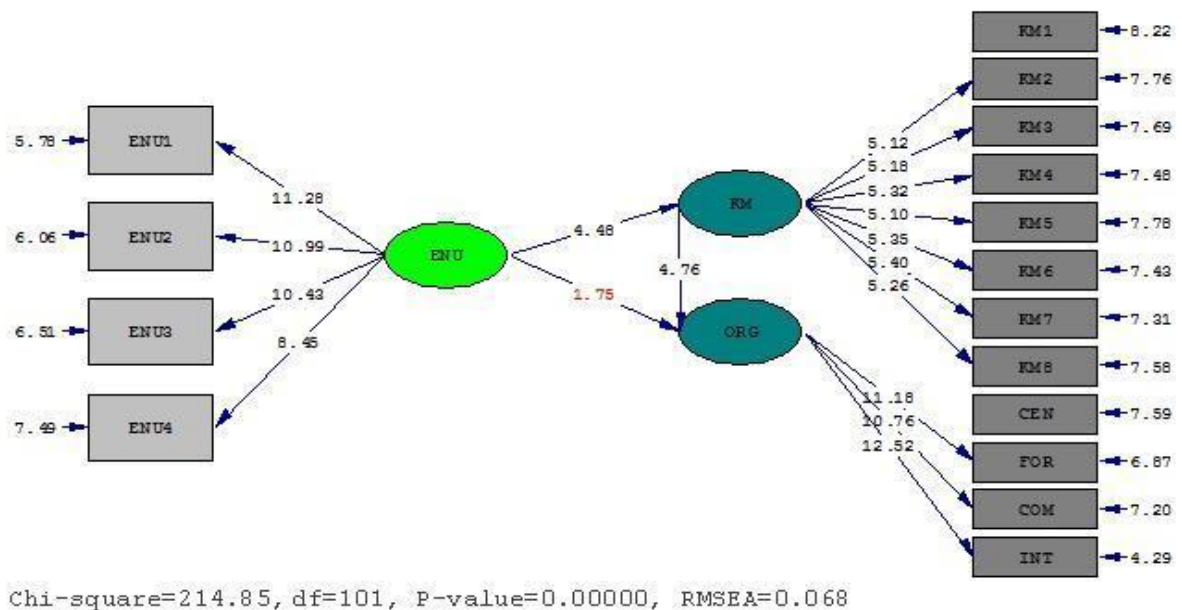 KM1 8.22
KM2 7.76
5.78 ENU1 KM3 7.69
5.12
5.18
KM4 7.48
11.28 KM
5.32
6.06 ENU2 KM5 7.78
5.10
4.48
10.99 ENU 5.35
KM6 7.43
4.76 5.40
5.26
10.43 1.75
KM7 7.31
6.51 ENU3 ORG
8.45
KM8 7.58
11.18
CEN 7.59
7.49 ENU4 10.76
12.52
FOR 6.87
COM 7.20
INT 4.29
Chi-square=214.85, df=101, P-value=0.00000, RMSEA=0.068